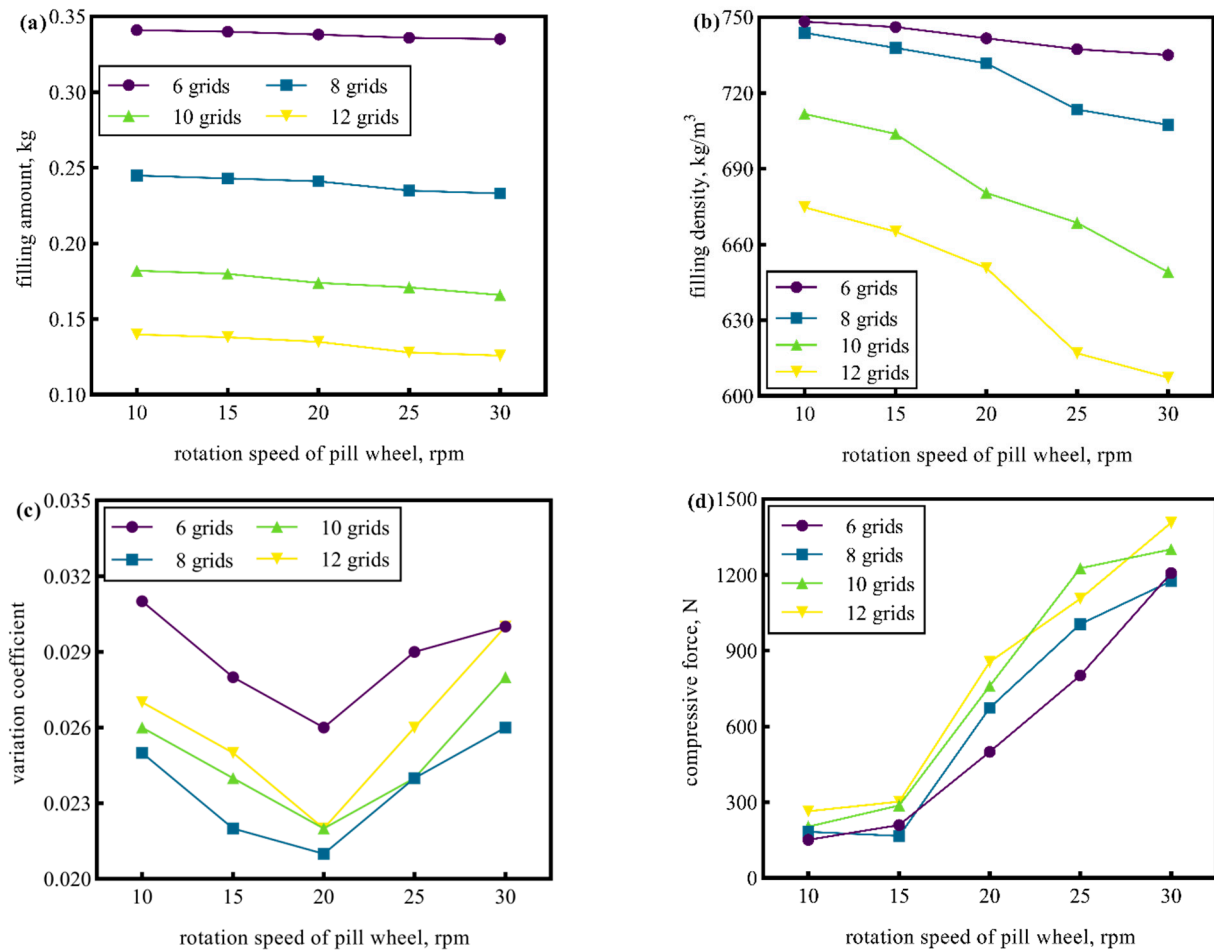 (a)
0.35
0.30
0.25
0.20
0.15
0.10
filling amount, kg
6 grids 8 grids
10 grids 12 grids
10 15 20 25 30
rotation speed of pill wheel, rpm
(b)
750
720
690
660
630
600
filling density, kg/m³
6 grids
8 grids
10 grids
12 grids
10 15 20 25 30
rotation speed of pill wheel, rpm
(c)
0.035
0.032
0.029
0.026
0.023
0.020
variation coefficient
6 grids 10 grids
8 grids 12 grids
10 15 20 25 30
rotation speed of pill wheel, rpm
(d)
1500
1200
900
600
300
0
compressive force, N
6 grids
8 grids
10 grids
12 grids
10 15 20 25 30
rotation speed of pill wheel, rpm